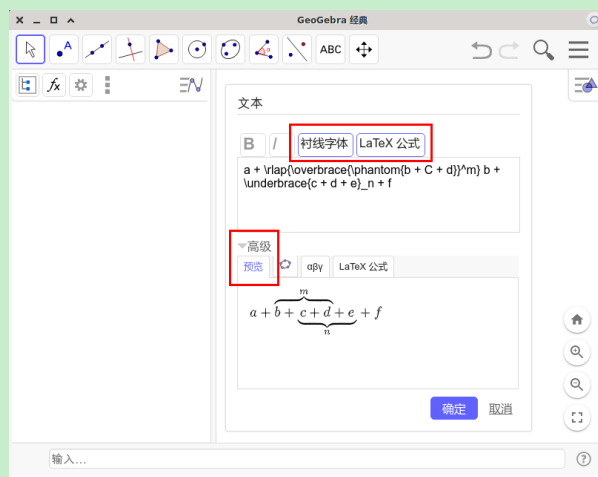 GeoGebra 经典
ABC
fx
文本
B I 衬线字体 LaTeX 公式
a + \rlap{\overbrace{\phantom{b + C + d}}^m} b +
\underbrace{c + d + e}_n + f
高级
预览 αβγ LaTeX 公式
m
a + b + c + d + e + f
n
确定 取消
输入…